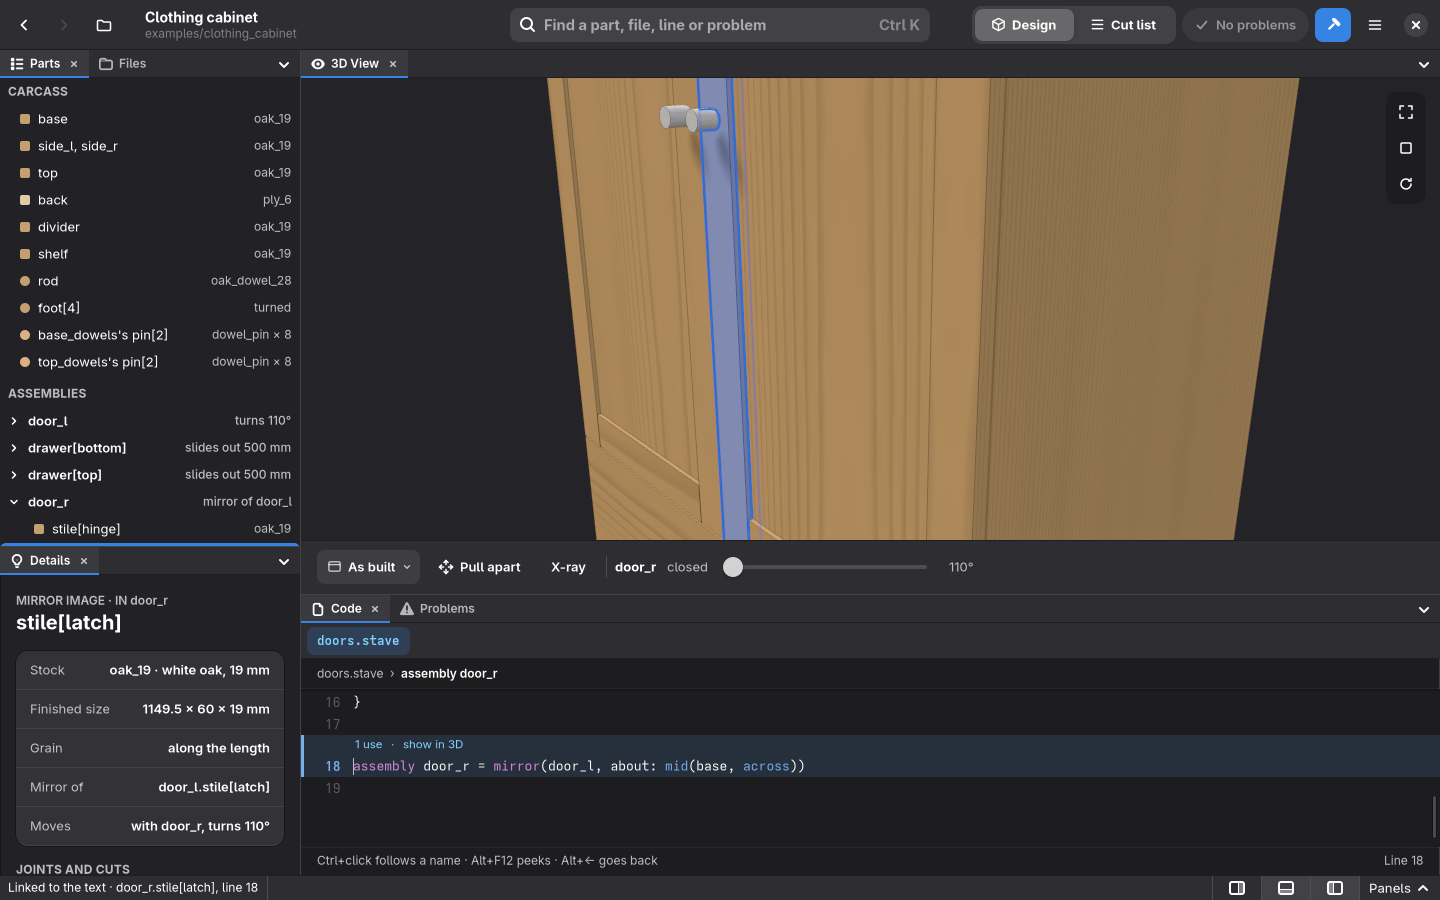 Clothing cabinet
examples/clothing_cabinet
Find a part, file, line or problem
Ctrl K
Design
Cut list
No problems
Parts ×
Files
3D View ×
CARCASS
base oak_19
side_l, side_r oak_19
top oak_19
back ply_6
divider oak_19
shelf oak_19
rod oak_dowel_28
foot[4] turned
base_dowels's pin[2] dowel_pin × 8
top_dowels's pin[2] dowel_pin × 8
ASSEMBLIES
door_l turns 110°
drawer[bottom] slides out 500 mm
drawer[top] slides out 500 mm
door_r mirror of door_l
stile[hinge] oak_19
Details ×
MIRROR IMAGE · IN door_r
stile[latch]
Stock oak_19 · white oak, 19 mm
Finished size 1149.5 × 60 × 19 mm
Grain along the length
Mirror of door_l.stile[latch]
Moves with door_r, turns 110°
JOINTS AND CUTS
As built
Pull apart
X-ray
door_r closed
110°
Code ×
Problems
doors.stave
doors.stave › assembly door_r
16 }
17
1 use · show in 3D
18 assembly door_r = mirror(door_l, about: mid(base, across))
19
Ctrl+click follows a name · Alt+F12 peeks · Alt+← goes back
Line 18
Linked to the text · door_r.stile[latch], line 18
Panels